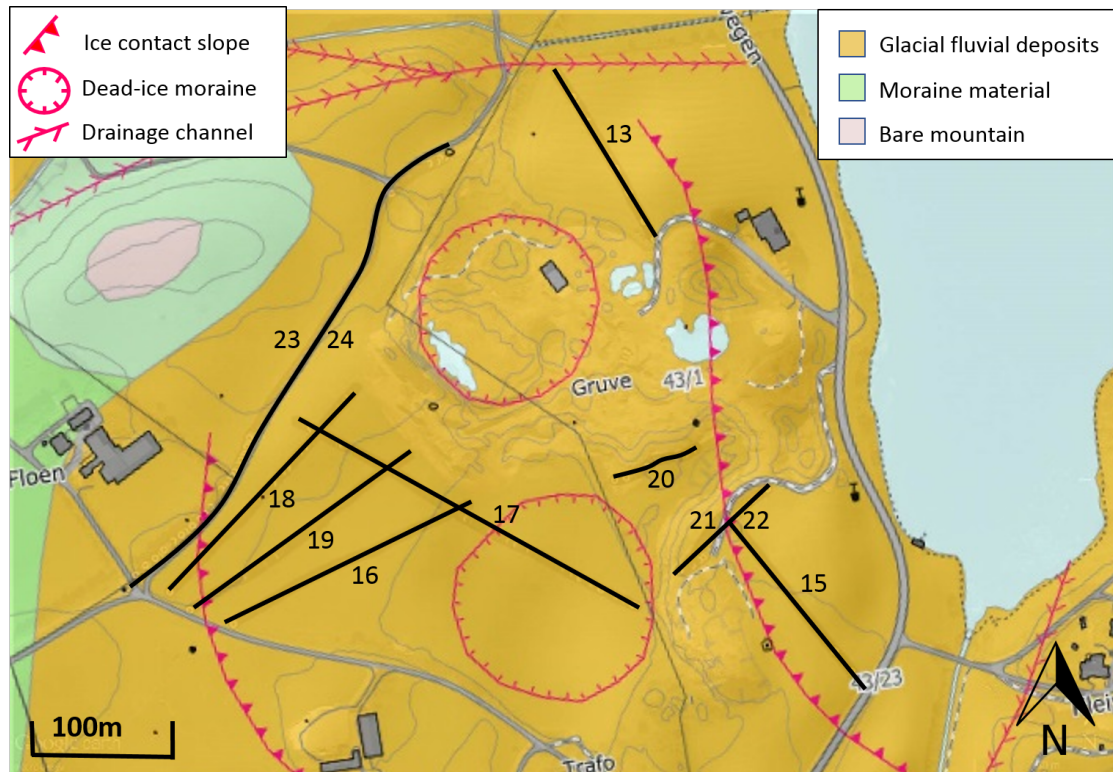 Ice contact slope
Dead-ice moraine
Drainage channel
Vegen
Glacial fluvial deposits
Moraine material
Bare mountain
13
23
24
Gruve
43/1
Floen
18
19
16
17
20
21
22
15
43/23
100m
N
Trafo